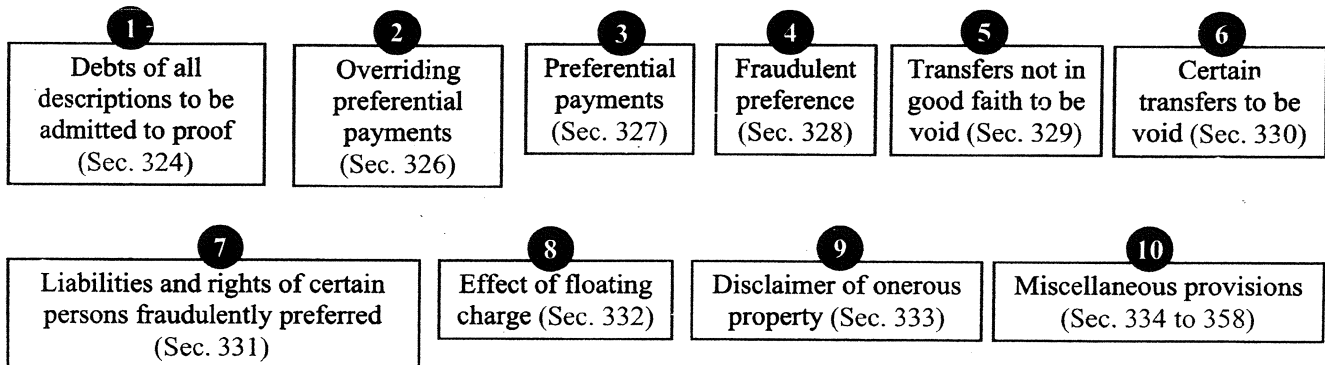 1
Debts of all
descriptions to be
admitted to proof
(Sec. 324)
2
Overriding
preferential
payments
(Sec. 326)
3
Preferential
payments
(Sec. 327)
4
Fraudulent
preference
(Sec. 328)
5
Transfers not in
good faith to be
void (Sec. 329)
6
Certain
transfers to be
void (Sec. 330)
7
Liabilities and rights of certain
persons fraudulently preferred
(Sec. 331)
8
Effect of floating
charge (Sec. 332)
9
Disclaimer of onerous
property (Sec. 333)
10
Miscellaneous provisions
(Sec. 334 to 358)